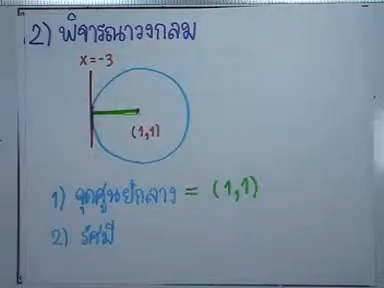 2) พิจารณาวงกลม
x = -3
(1,1)
1) จุดศูนย์กลาง = (1,1)
2) รัศมี